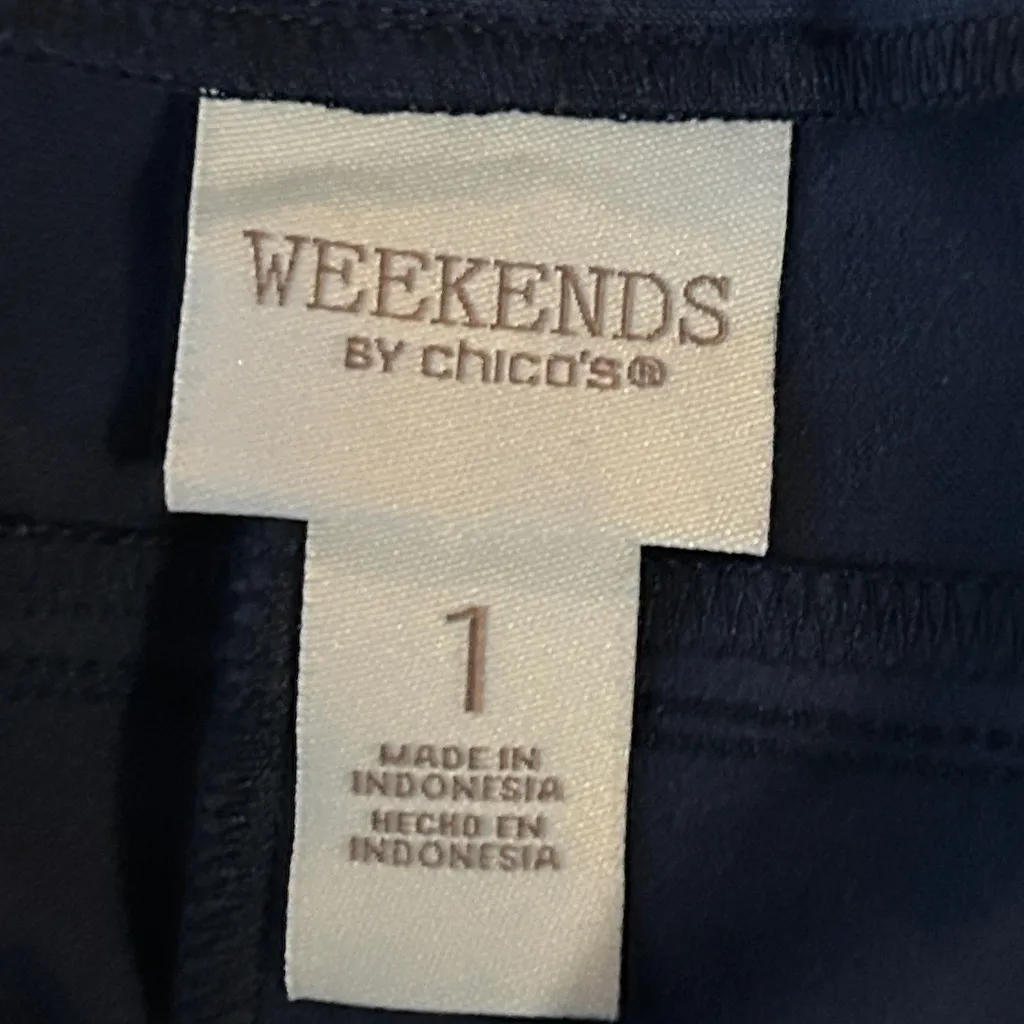 WEEKENDS
BY chico's®
1
MADE IN
INDONESIA
HECHO EN
INDONESIA